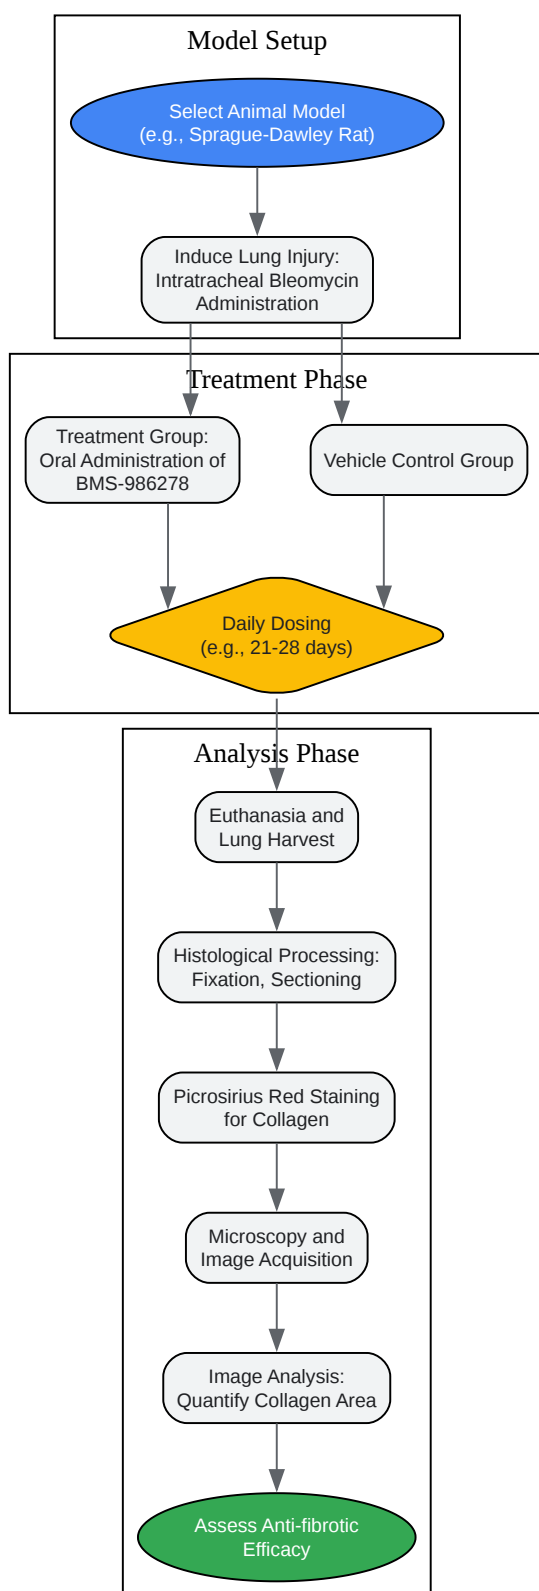 Model Setup
Select Animal Model
(e.g., Sprague-Dawley Rat)
Induce Lung Injury:
Intratracheal Bleomycin
Administration
Treatment Phase
Treatment Group:
Oral Administration of
BMS-986278
Vehicle Control Group
Daily Dosing
(e.g., 21-28 days)
Analysis Phase
Euthanasia and
Lung Harvest
Histological Processing:
Fixation, Sectioning
Picrosirius Red Staining
for Collagen
Microscopy and
Image Acquisition
Image Analysis:
Quantify Collagen Area
Assess Anti-fibrotic
Efficacy